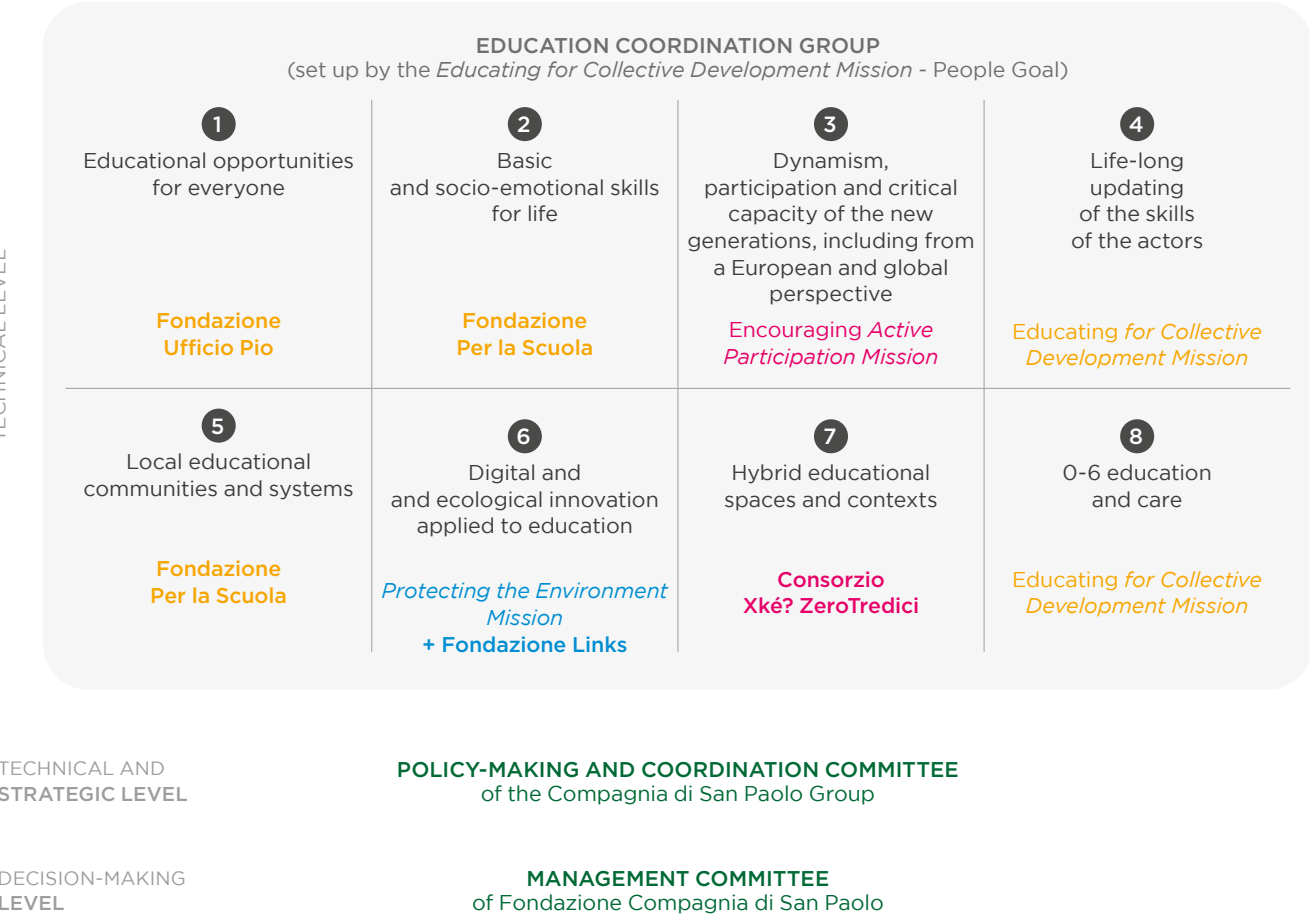 EDUCATION COORDINATION GROUP
(set up by the Educating for Collective Development Mission - People Goal)
1
Educational opportunities
for everyone
Fondazione
Ufficio Pio
2
Basic
and socio-emotional skills
for life
Fondazione
Per la Scuola
3
Dynamism,
participation and critical
capacity of the new
generations, including from
a European and global
perspective
Encouraging Active
Participation Mission
4
Life-long
updating
of the skills
of the actors
Educating for Collective
Development Mission
5
Local educational
communities and systems
Fondazione
Per la Scuola
6
Digital and
and ecological innovation
applied to education
Protecting the Environment
Mission
+ Fondazione Links
7
Hybrid educational
spaces and contexts
Consorzio
Xké? ZeroTredici
8
0-6 education
and care
Educating for Collective
Development Mission
TECHNICAL LEVEL
TECHNICAL AND
STRATEGIC LEVEL
POLICY-MAKING AND COORDINATION COMMITTEE
of the Compagnia di San Paolo Group
DECISION-MAKING
LEVEL
MANAGEMENT COMMITTEE
of Fondazione Compagnia di San Paolo